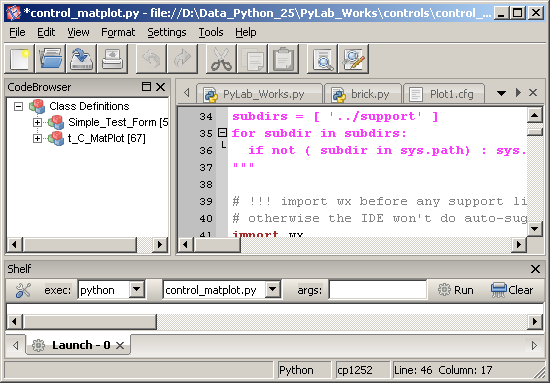 *control_matplot.py - file://D:\Data_Python_25\PyLab_Works\controls\control_...
File Edit View Format Settings Tools Help
CodeBrowser
Class Definitions
Simple_Test_Form [5
t_C_MatPlot [67]
PyLab_Works.py brick.py Plot1.cfg
34 subdirs = [ '../support' ]
35 for subdir in subdirs:
36 if not ( subdir in sys.path) : sys.
37 """
38
39 # !!! import wx before any support li
40 # otherwise the IDE won't do auto-sug
41 import wx
Shelf
exec: python control_matplot.py args: Run Clear
Launch - 0
Python cp1252 Line: 46 Column: 17